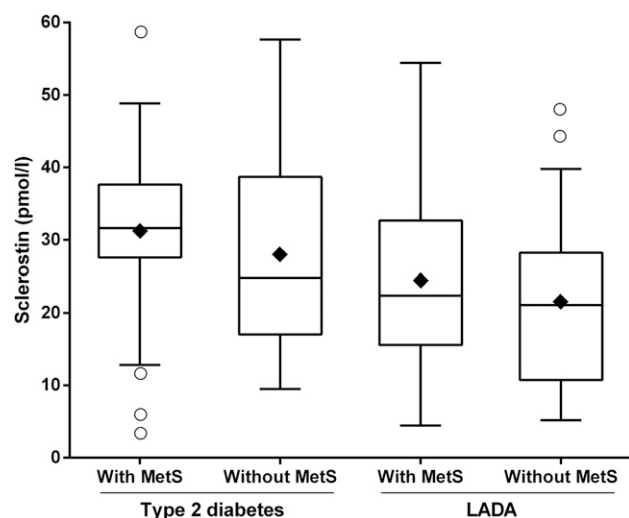 Sclerostin (pmol/l)
60
50
40
30
20
10
0
With MetS Without MetS With MetS Without MetS
Type 2 diabetes LADA